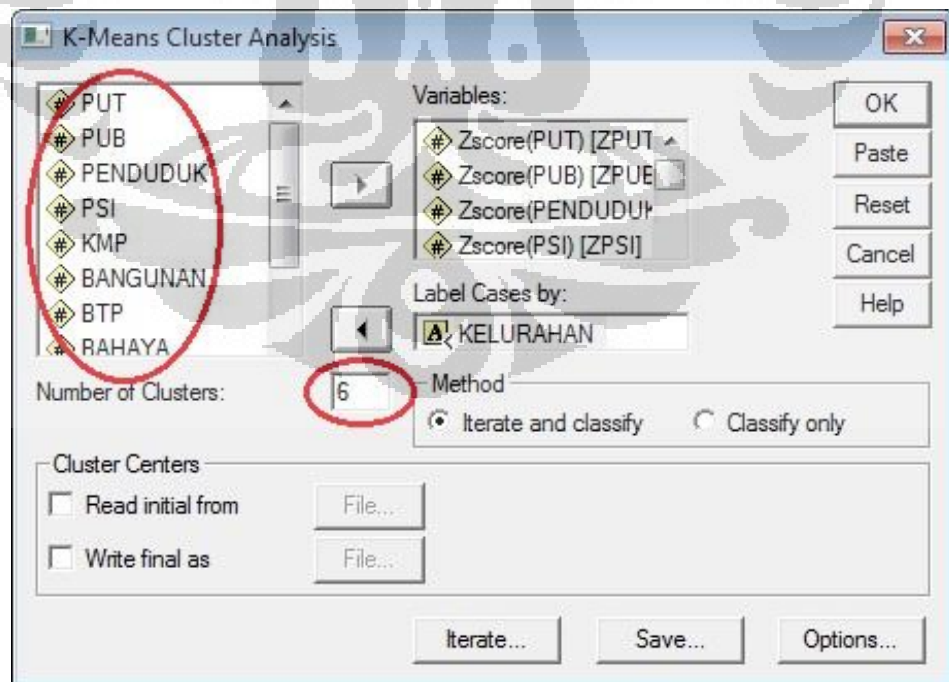 K-Means Cluster Analysis
PUT
PUB
PENDUDUK
PSI
KMP
BANGUNAN
BTP
BAHAYA
Variables:
Zscore(PUT) [ZPUT
Zscore(PUB) [ZPUB
Zscore(PENDUDUK
Zscore(PSI) [ZPSI]
Label Cases by:
KELURAHAN
OK
Paste
Reset
Cancel
Help
Number of Clusters: 6
Method
Iterate and classify Classify only
Cluster Centers
Read initial from File...
Write final as File...
Iterate... Save... Options...